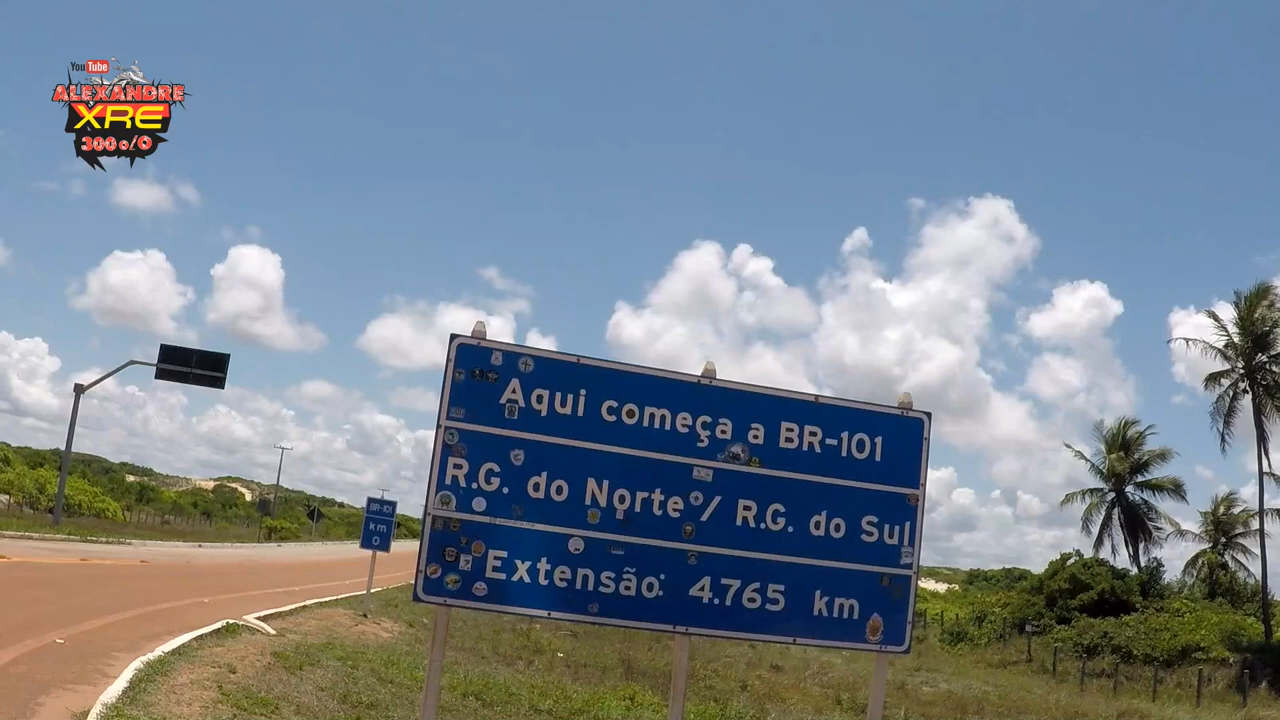 YouTube
ALEXANDRE
XRE
300 o/O
Aqui começa a BR-101
R.G. do Norte / R.G. do Sul
Extensão: 4.765 km
BR-101
km
0